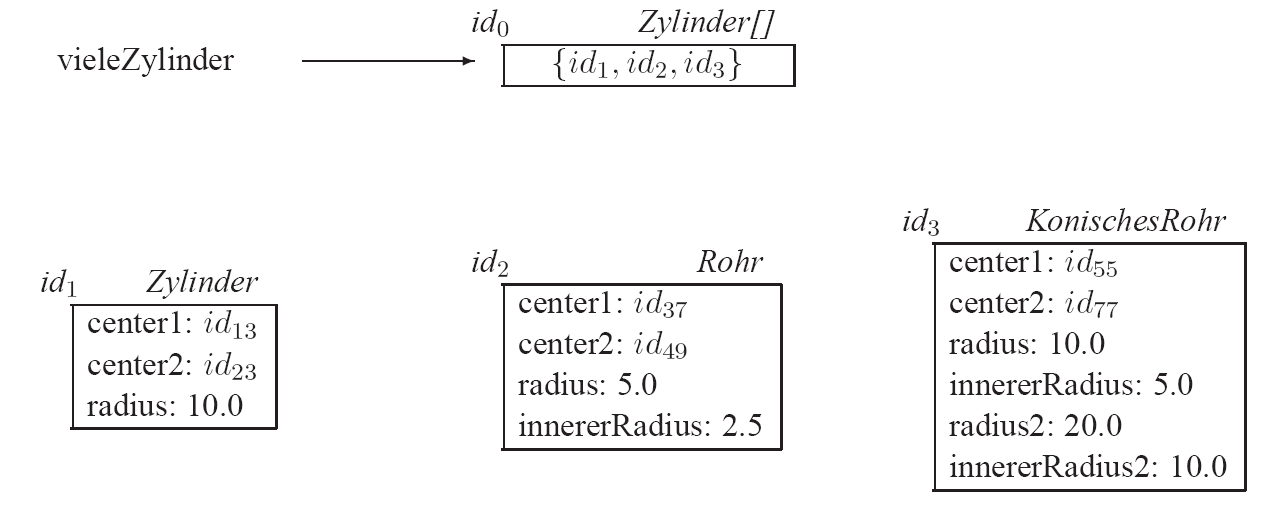 id₀ Zylinder[]
vieleZylinder {id₁, id₂, id₃}
id₁ Zylinder
center1: id₁₃
center2: id₂₃
radius: 10.0
id₂ Rohr
center1: id₃₇
center2: id₄₉
radius: 5.0
innererRadius: 2.5
id₃ KonischesRohr
center1: id₅₅
center2: id₇₇
radius: 10.0
innererRadius: 5.0
radius2: 20.0
innererRadius2: 10.0